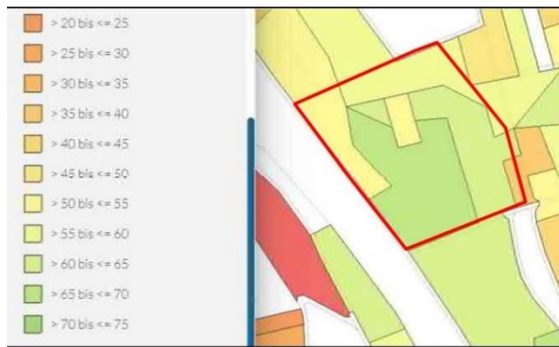 > 20 bis <= 25
> 25 bis <= 30
> 30 bis <= 35
> 35 bis <= 40
> 40 bis <= 45
> 45 bis <= 50
> 50 bis <= 55
> 55 bis <= 60
> 60 bis <= 65
> 65 bis <= 70
> 70 bis <= 75